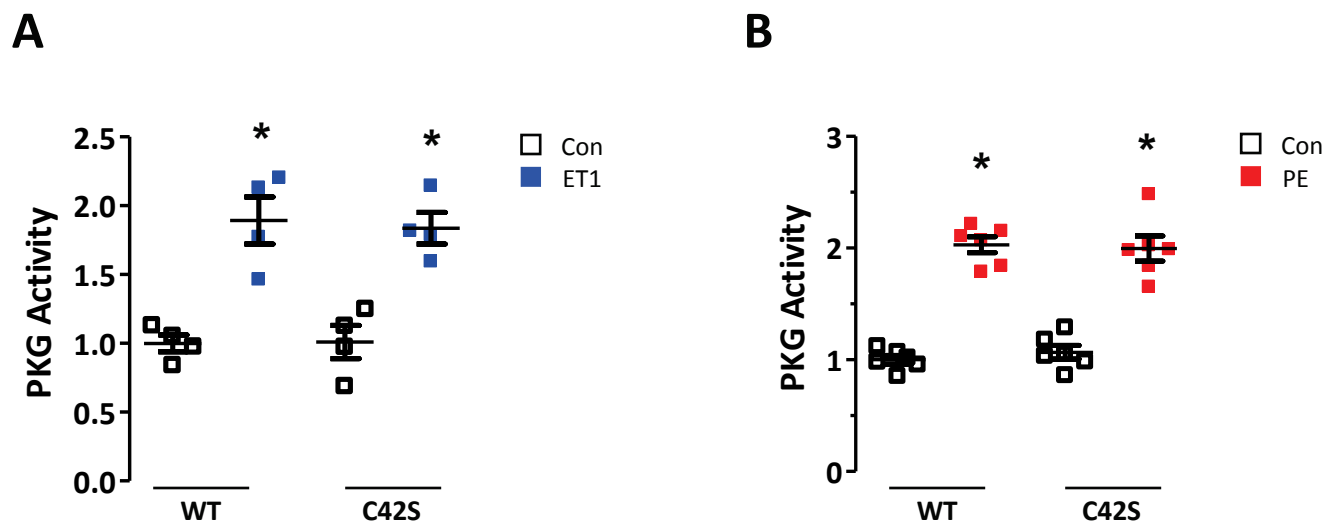 A
PKG Activity
2.5
2.0
1.5
1.0
0.5
0.0
*
*
Con
ET1
WT
C42S
B
PKG Activity
3
2
1
0
*
*
Con
PE
WT
C42S